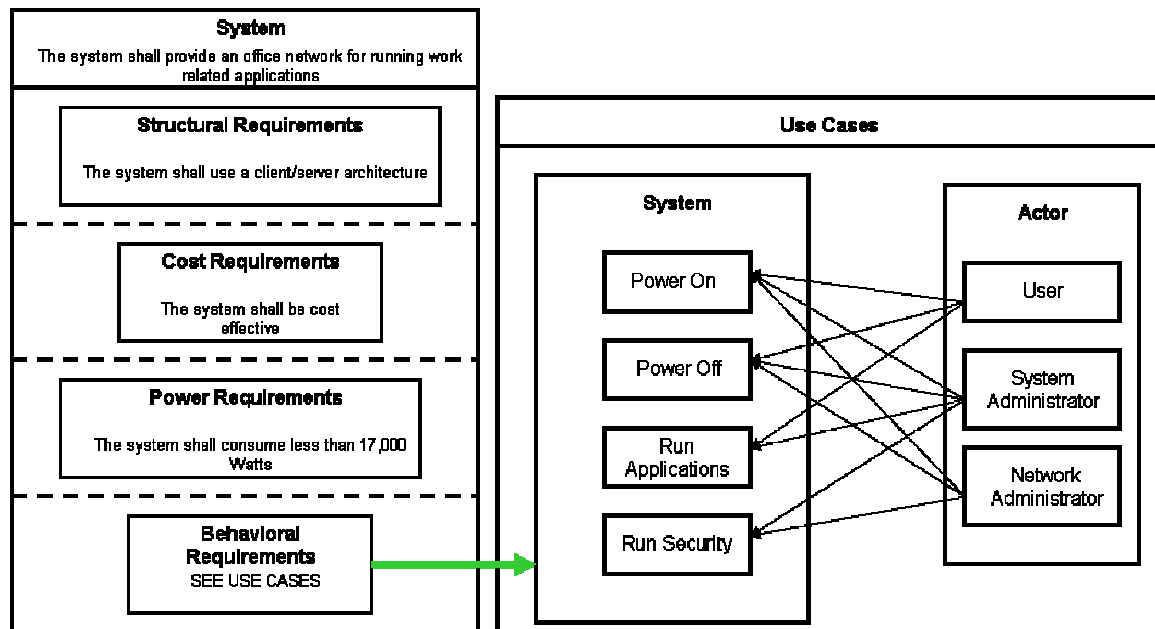 System
The system shall provide an office network for running work
related applications
Structural Requirements
The system shall use a client/server architecture
Cost Requirements
The system shall be cost
effective
Power Requirements
The system shall consume less than 17,000
Watts
Behavioral
Requirements
SEE USE CASES
Use Cases
System
Power On
Power Off
Run
Applications
Run Security
Actor
User
System
Administrator
Network
Administrator